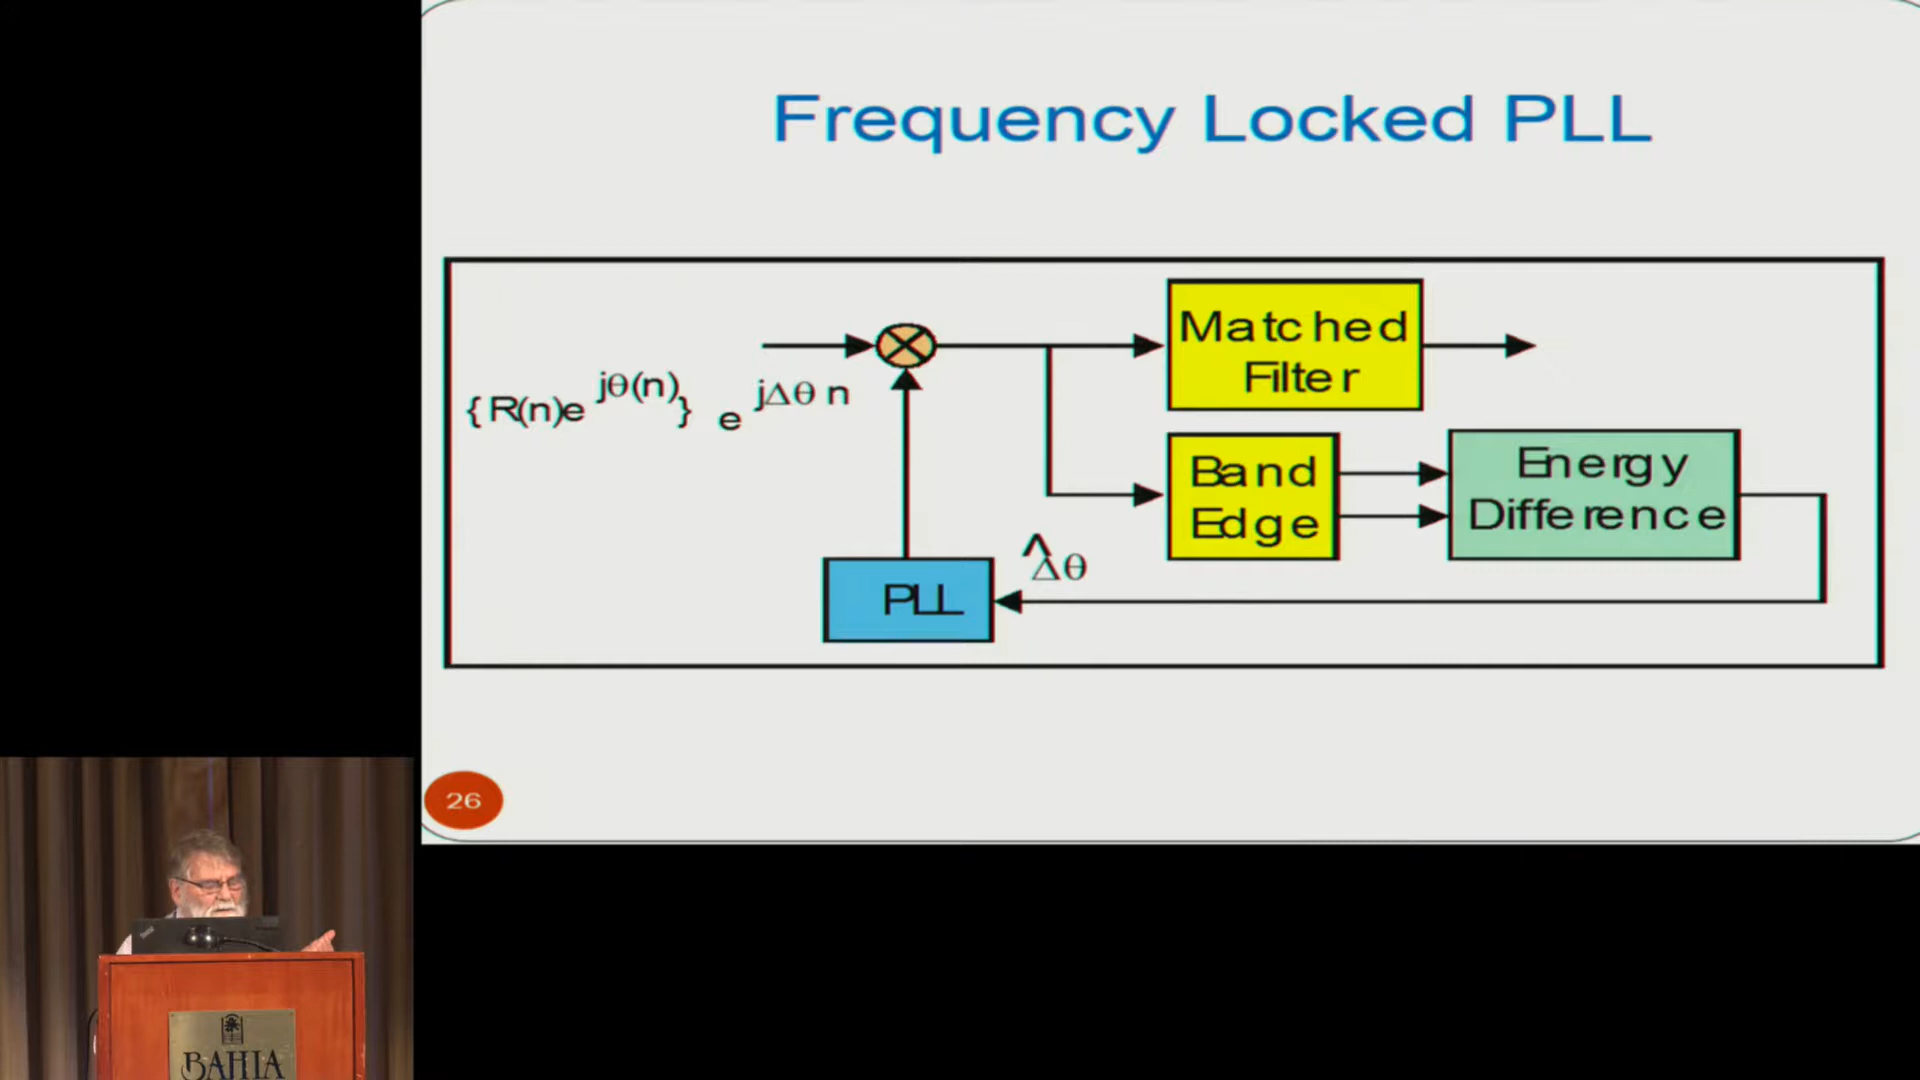 Frequency Locked PLL
Matched
Filter
{R(n)e^jθ(n)} e^jΔθ n
Band
Edge
Energy
Difference
^
Δθ
PLL
26
BAHIA